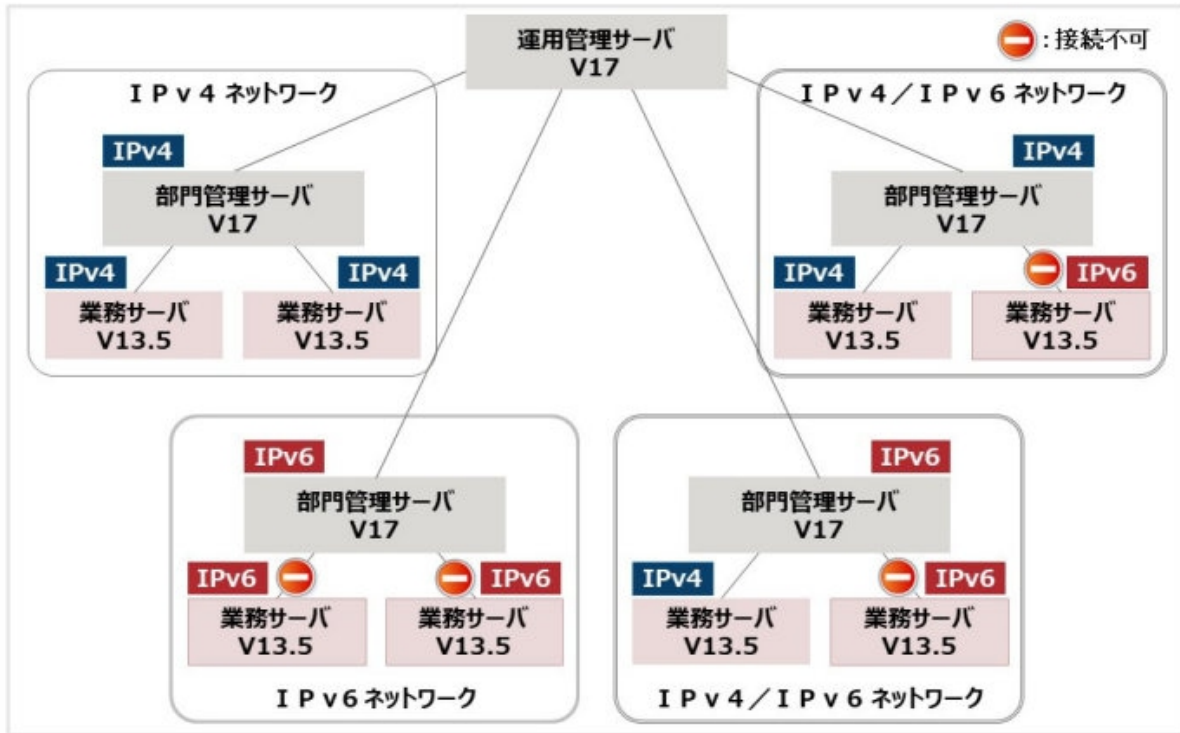 運用管理サーバ
V17
：接続不可
ＩＰｖ４ ネットワーク
IPv4
部門管理サーバ
V17
IPv4
IPv4
業務サーバ
V13.5
業務サーバ
V13.5
ＩＰｖ４／ＩＰｖ６ ネットワーク
IPv4
部門管理サーバ
V17
IPv4
IPv6
業務サーバ
V13.5
業務サーバ
V13.5
IPv6
部門管理サーバ
V17
IPv6
IPv6
業務サーバ
V13.5
業務サーバ
V13.5
ＩＰｖ６ネットワーク
IPv6
部門管理サーバ
V17
IPv4
IPv6
業務サーバ
V13.5
業務サーバ
V13.5
ＩＰｖ４／ＩＰｖ６ ネットワーク